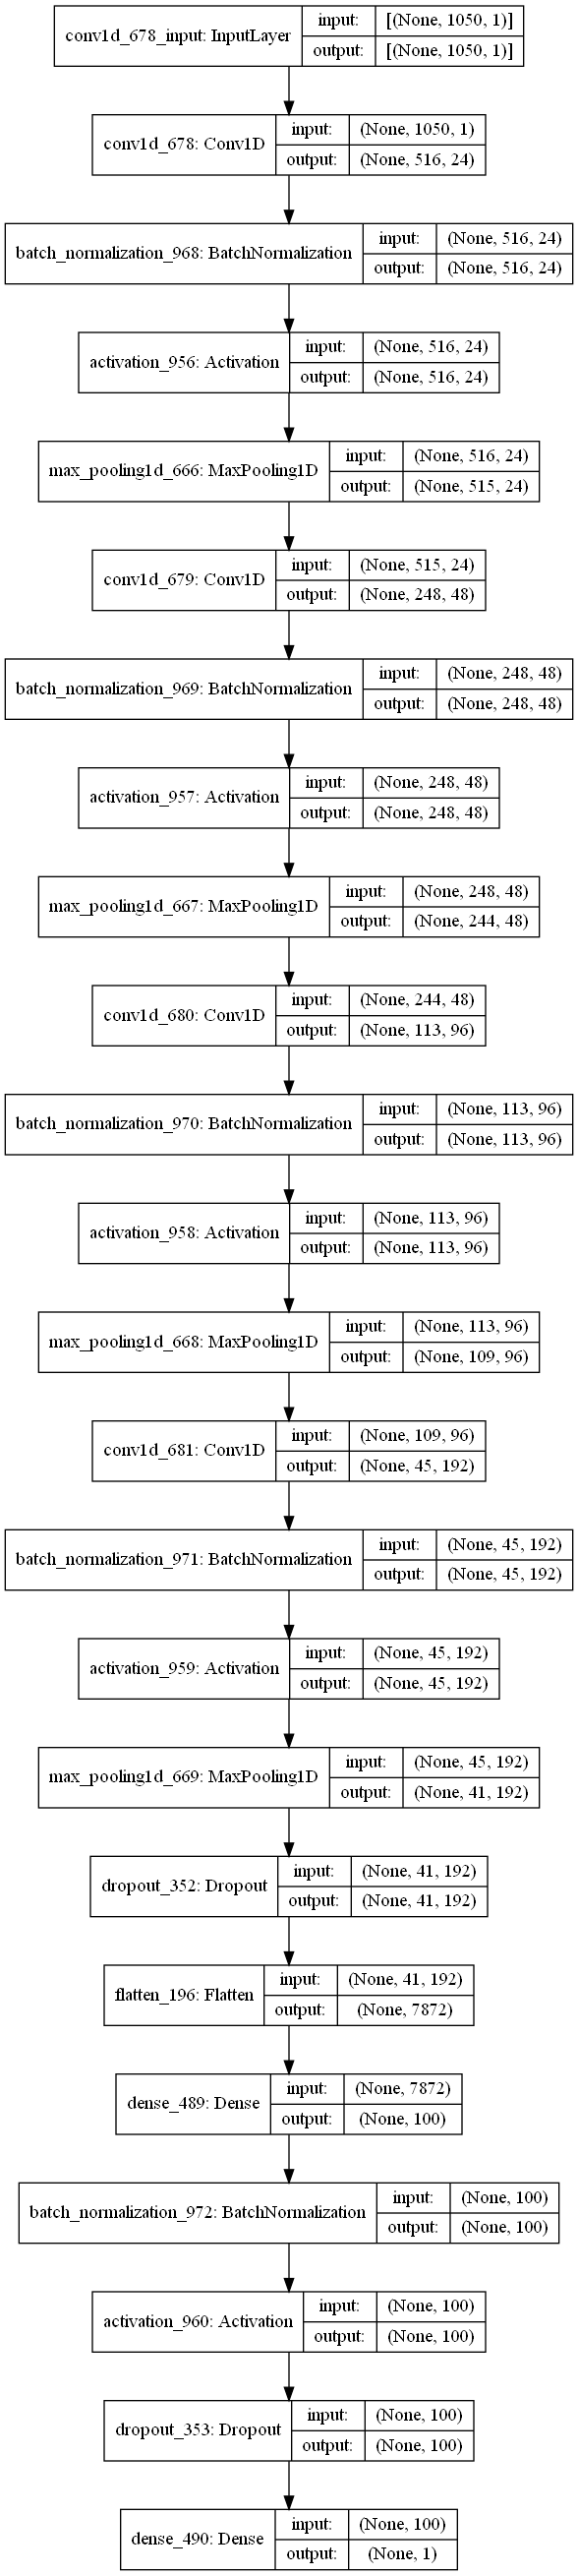 conv1d_678_input: InputLayer
input: [(None, 1050, 1)]
output: [(None, 1050, 1)]
conv1d_678: Conv1D
input: (None, 1050, 1)
output: (None, 516, 24)
batch_normalization_968: BatchNormalization
input: (None, 516, 24)
output: (None, 516, 24)
activation_956: Activation
input: (None, 516, 24)
output: (None, 516, 24)
max_pooling1d_666: MaxPooling1D
input: (None, 516, 24)
output: (None, 515, 24)
conv1d_679: Conv1D
input: (None, 515, 24)
output: (None, 248, 48)
batch_normalization_969: BatchNormalization
input: (None, 248, 48)
output: (None, 248, 48)
activation_957: Activation
input: (None, 248, 48)
output: (None, 248, 48)
max_pooling1d_667: MaxPooling1D
input: (None, 248, 48)
output: (None, 244, 48)
conv1d_680: Conv1D
input: (None, 244, 48)
output: (None, 113, 96)
batch_normalization_970: BatchNormalization
input: (None, 113, 96)
output: (None, 113, 96)
activation_958: Activation
input: (None, 113, 96)
output: (None, 113, 96)
max_pooling1d_668: MaxPooling1D
input: (None, 113, 96)
output: (None, 109, 96)
conv1d_681: Conv1D
input: (None, 109, 96)
output: (None, 45, 192)
batch_normalization_971: BatchNormalization
input: (None, 45, 192)
output: (None, 45, 192)
activation_959: Activation
input: (None, 45, 192)
output: (None, 45, 192)
max_pooling1d_669: MaxPooling1D
input: (None, 45, 192)
output: (None, 41, 192)
dropout_352: Dropout
input: (None, 41, 192)
output: (None, 41, 192)
flatten_196: Flatten
input: (None, 41, 192)
output: (None, 7872)
dense_489: Dense
input: (None, 7872)
output: (None, 100)
batch_normalization_972: BatchNormalization
input: (None, 100)
output: (None, 100)
activation_960: Activation
input: (None, 100)
output: (None, 100)
dropout_353: Dropout
input: (None, 100)
output: (None, 100)
dense_490: Dense
input: (None, 100)
output: (None, 1)